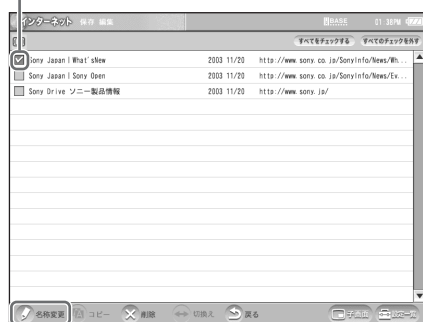 インターネット 保存 編集 BASE 01:38PM
すべてをチェックする すべてのチェックを外す
Sony Japan | What'sNew 2003 11/20 http://www.sony.co.jp/SonyInfo/News/Wh...
Sony Japan | Sony Open 2003 11/20 http://www.sony.co.jp/SonyInfo/News/Ev...
Sony Drive ソニー製品情報 2003 11/20 http://www.sony.jp/
名称変更 コピー 削除 切換え 戻る 子画面